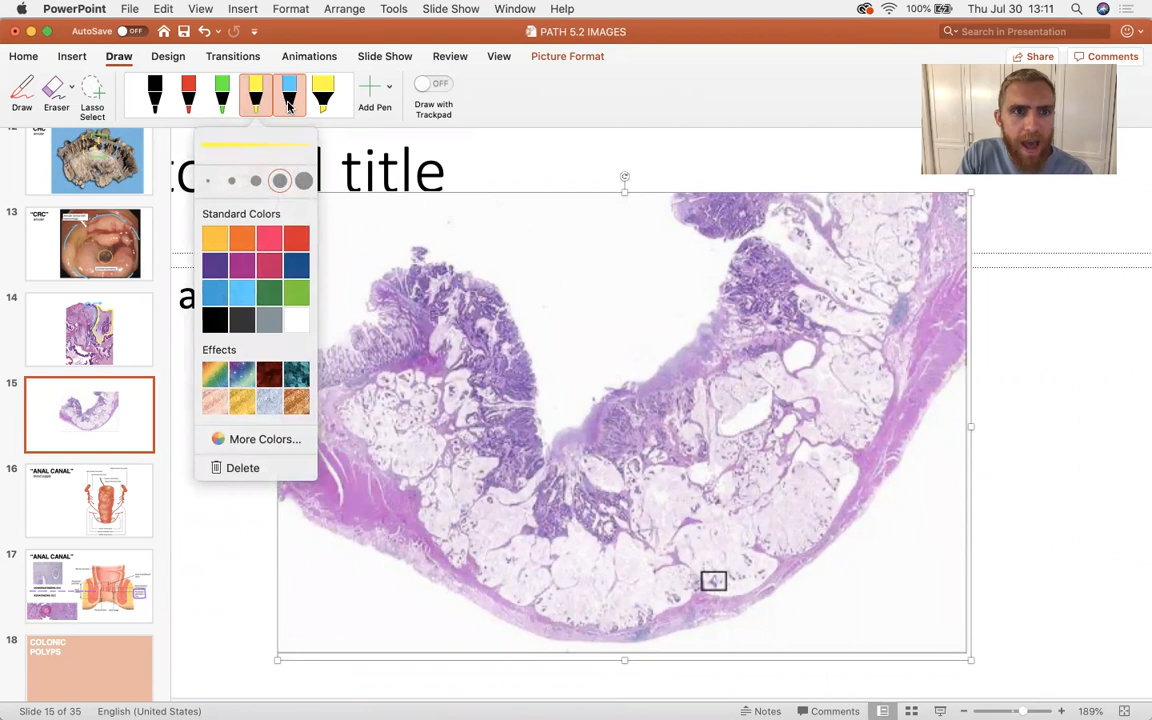 PowerPoint File Edit View Insert Format Arrange Tools Slide Show Window Help 100% Thu Jul 30 13:11
AutoSave OFF PATH 5.2 IMAGES Search in Presentation
Home Insert Draw Design Transitions Animations Slide Show Review View Picture Format Share Comments
Draw Eraser Lasso Select Add Pen OFF Draw with Trackpad
d title
a
Standard Colors
Effects
More Colors...
Delete
13
"CRC"
14
15
16
"ANAL CANAL"
17
"ANAL CANAL"
18
COLONIC
POLYPS
Slide 15 of 35 English (United States) Notes Comments 189%